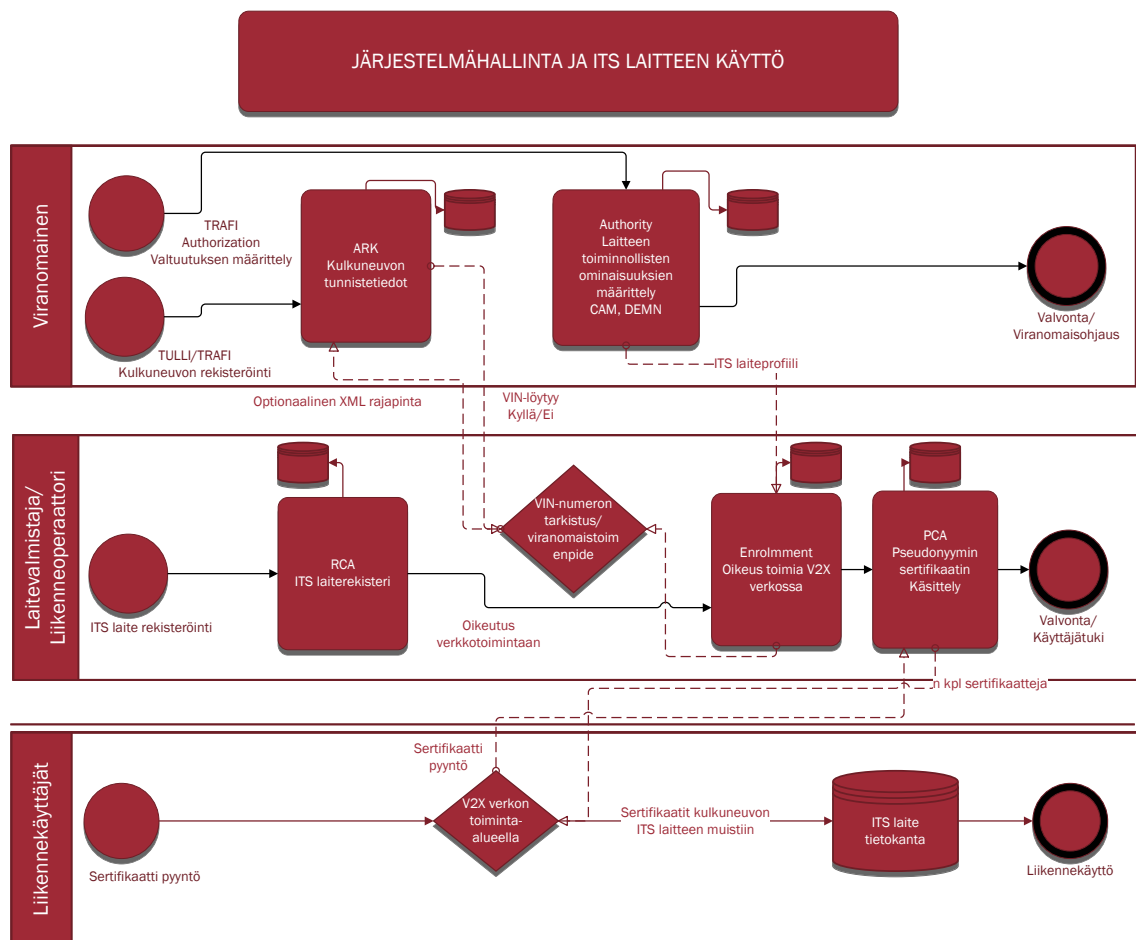 JÄRJESTELMÄHALLINTA JA ITS LAITTEEN KÄYTTÖ
Viranomainen
TRAFI
Authorization
Valtuutuksen määrittely
TULLI/TRAFI
Kulkuneuvon rekisteröinti
ARK
Kulkuneuvon
tunnistetiedot
Authority
Laitteen
toiminnollisten
ominaisuuksien
määrittely
CAM, DEMN
Valvonta/
Viranomaisohjaus
ITS laiteprofiili
Optionaalinen XML rajapinta
VIN-löytyy
Kyllä/Ei
Laitevalmistaja/
Liikenneoperaattori
ITS laite rekisteröinti
RCA
ITS laiterekisteri
Oikeutus
verkkotoimintaan
VIN-numeron
tarkistus/
viranomaistoim
enpide
Enrolmment
Oikeus toimia V2X
verkossa
PCA
Pseudonyymin
sertifikaatin
Käsittely
Valvonta/
Käyttäjätuki
n kpl sertifikaatteja
Liikennekäyttäjät
Sertifikaatti pyyntö
Sertifikaatti
pyyntö
V2X verkon
toiminta-
alueella
Sertifikaatit kulkuneuvon
ITS laitteen muistiin
ITS laite
tietokanta
Liikennekäyttö